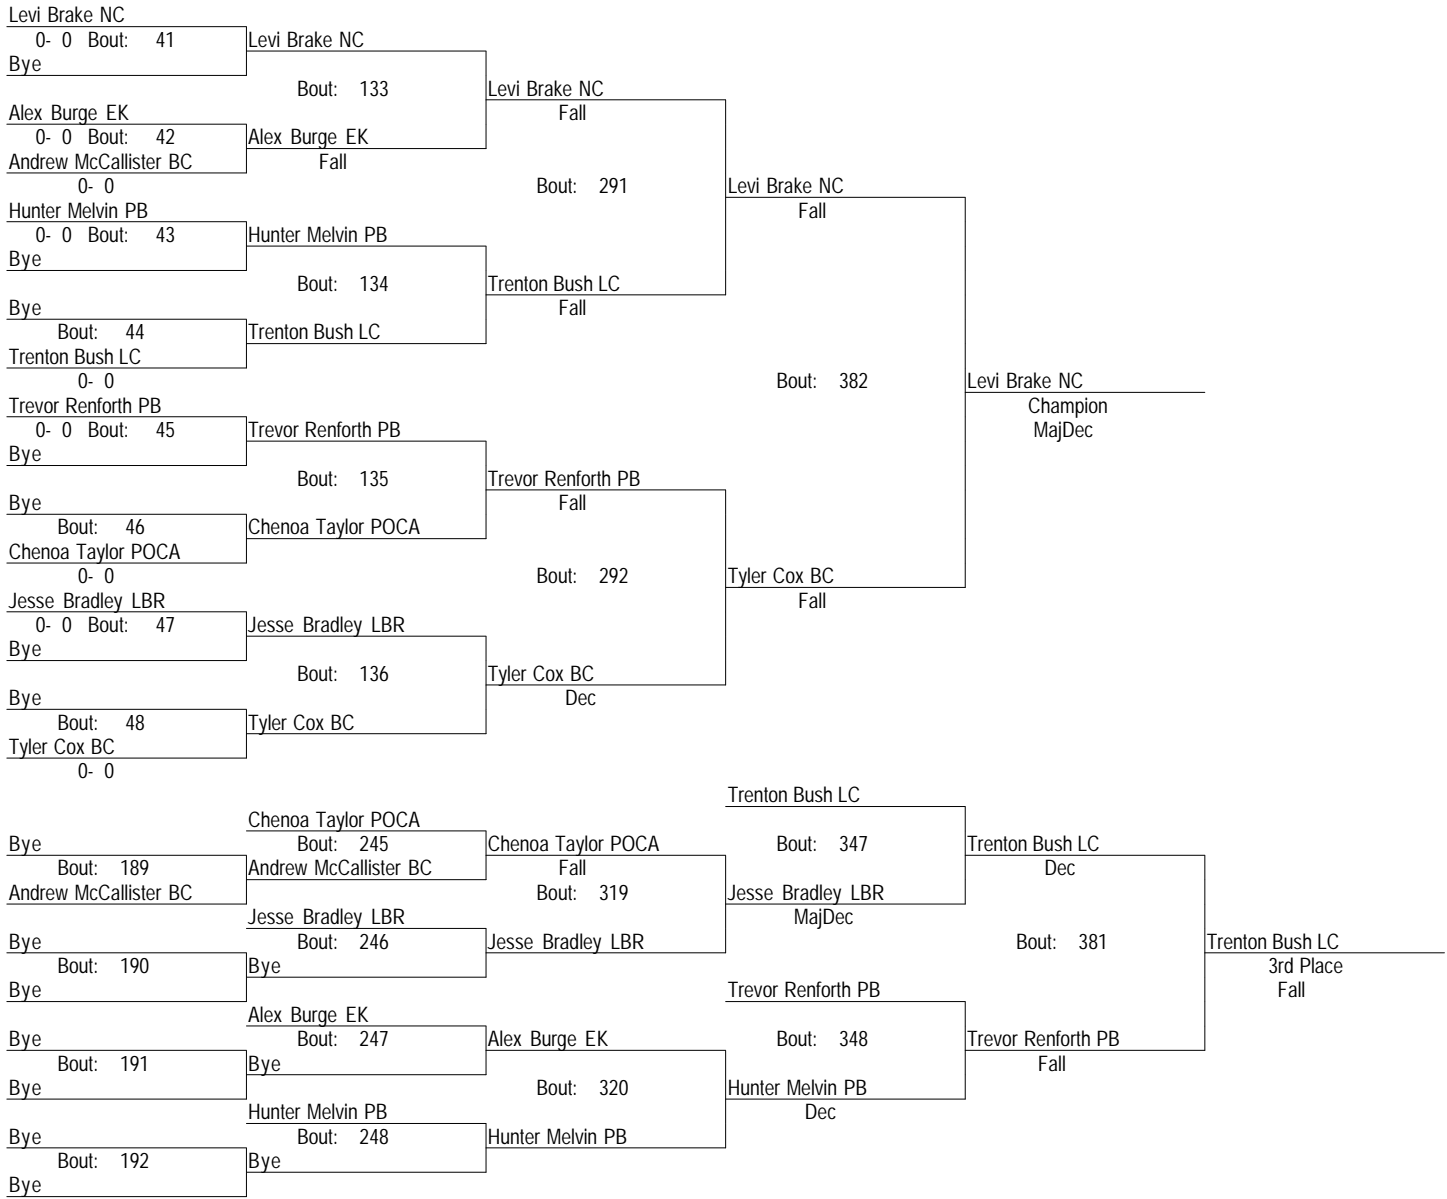 Levi Brake NC
0- 0 Bout: 41 Levi Brake NC
Bye
Bout: 133 Levi Brake NC
Alex Burge EK Fall
0- 0 Bout: 42 Alex Burge EK
Andrew McCallister BC Fall
0- 0 Bout: 291 Levi Brake NC
Hunter Melvin PB Fall
0- 0 Bout: 43 Hunter Melvin PB
Bye
Bout: 134 Trenton Bush LC
Bye Fall
Bout: 44 Trenton Bush LC
Trenton Bush LC
0- 0 Bout: 382 Levi Brake NC
Trevor Renforth PB Champion
0- 0 Bout: 45 Trevor Renforth PB MajDec
Bye
Bout: 135 Trevor Renforth PB
Bye Fall
Bout: 46 Chenoa Taylor POCA
Chenoa Taylor POCA
0- 0 Bout: 292 Tyler Cox BC
Jesse Bradley LBR Fall
0- 0 Bout: 47 Jesse Bradley LBR
Bye
Bout: 136 Tyler Cox BC
Bye Dec
Bout: 48 Tyler Cox BC
Tyler Cox BC
0- 0
Trenton Bush LC
Chenoa Taylor POCA
Bye Bout: 245 Chenoa Taylor POCA Bout: 347 Trenton Bush LC
Bout: 189 Andrew McCallister BC Fall Dec
Andrew McCallister BC Bout: 319 Jesse Bradley LBR
Jesse Bradley LBR MajDec
Bye Bout: 246 Jesse Bradley LBR Bout: 381 Trenton Bush LC
Bout: 190 Bye 3rd Place
Bye Trevor Renforth PB Fall
Alex Burge EK
Bye Bout: 247 Alex Burge EK Bout: 348 Trevor Renforth PB
Bout: 191 Bye Fall
Bye Bout: 320 Hunter Melvin PB
Hunter Melvin PB Dec
Bye Bout: 248 Hunter Melvin PB
Bout: 192 Bye
Bye